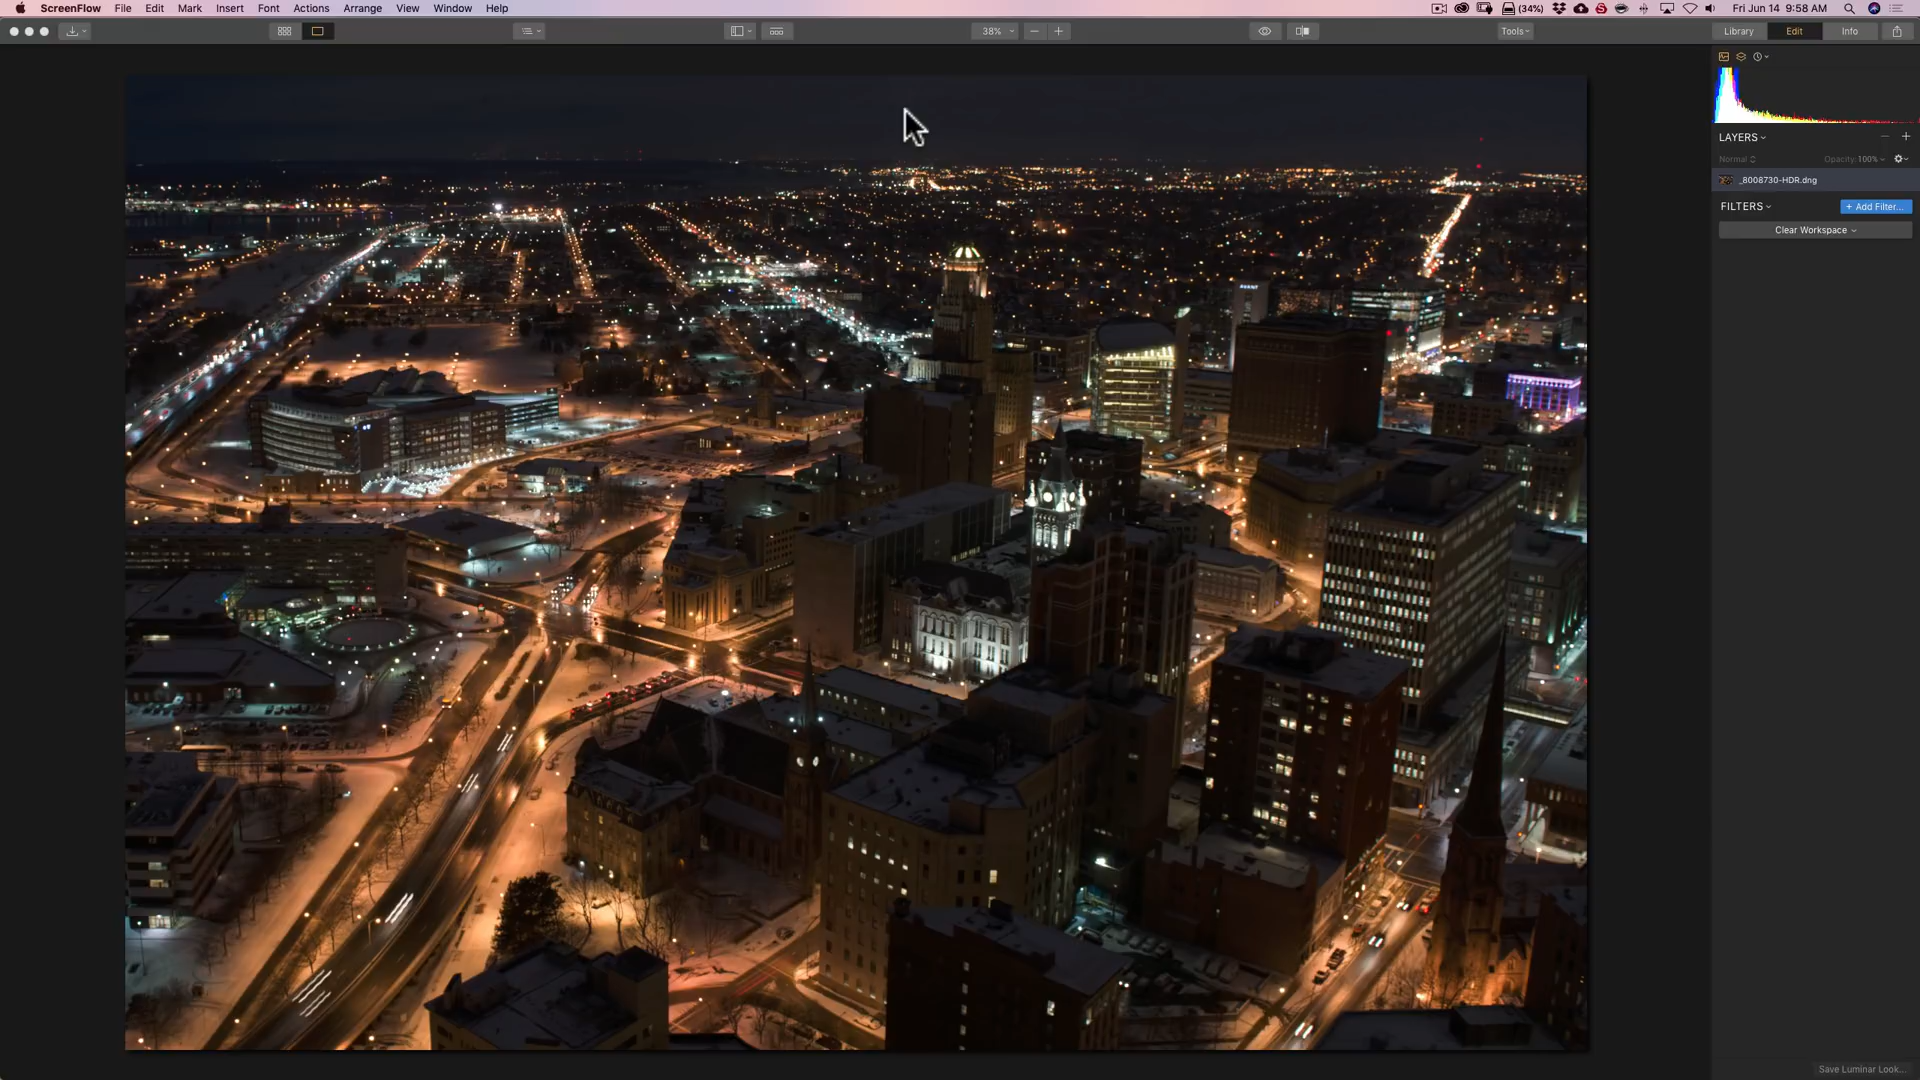 ScreenFlow File Edit Mark Insert Font Actions Arrange View Window Help (34%) Fri Jun 14 9:58 AM
38% Tools Library Edit Info
LAYERS
Normal Opacity: 100%
_8008730-HDR.dng
FILTERS + Add Filter...
Clear Workspace
Save Luminar Look...